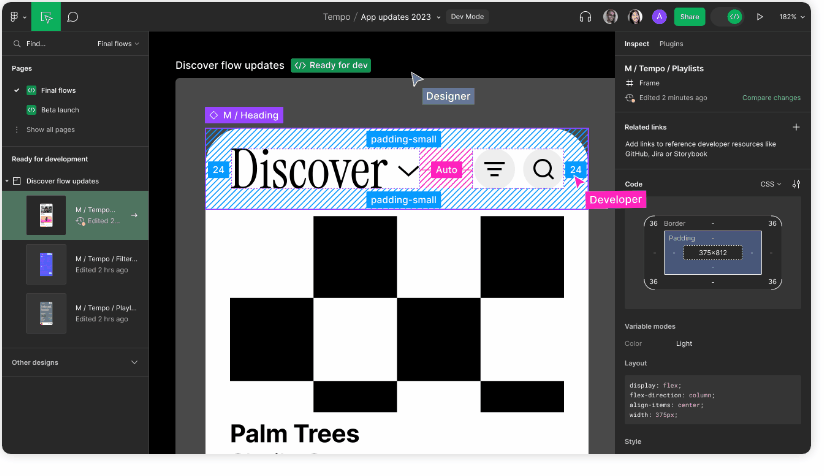 Tempo / App updates 2023
Dev Mode
A
Share
182%
Find...
Final flows
Pages
Final flows
Beta launch
Show all pages
Ready for development
Discover flow updates
M / Tempo...
Edited 2...
M / Tempo / Filter...
Edited 2 hrs ago
M / Tempo / Playl...
Edited 2 hrs ago
Other designs
Discover flow updates
Ready for dev
Designer
M / Heading
padding-small
24
Discover
Auto
24
padding-small
Developer
Palm Trees
Inspect
Plugins
M / Tempo / Playlists
Frame
Edited 2 minutes ago
Compare changes
Related links
Add links to reference developer resources like
GitHub, Jira or Storybook
Code
CSS
36 Border - 36
Padding -
- - 375×812 - -
-
36 - 36
Variable modes
Color Light
Layout
display: flex;
flex-direction: column;
align-items: center;
width: 375px;
Style